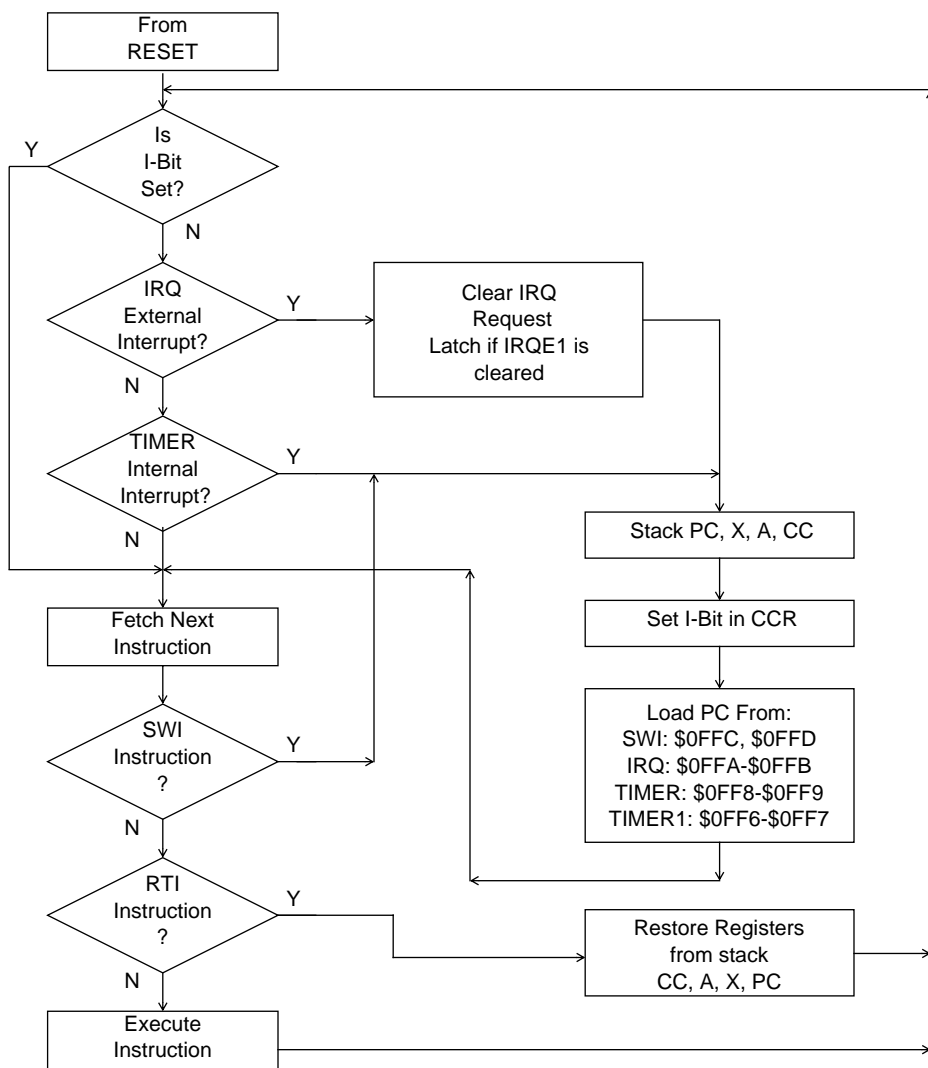 From
RESET
Is
I-Bit
Set?
Y
N
IRQ
External
Interrupt?
Y
N
Clear IRQ
Request
Latch if IRQE1 is
cleared
TIMER
Internal
Interrupt?
Y
N
Stack PC, X, A, CC
Set I-Bit in CCR
Fetch Next
Instruction
Load PC From:
SWI: $0FFC, $0FFD
IRQ: $0FFA-$0FFB
TIMER: $0FF8-$0FF9
TIMER1: $0FF6-$0FF7
SWI
Instruction
?
Y
N
RTI
Instruction
?
Y
N
Restore Registers
from stack
CC, A, X, PC
Execute
Instruction